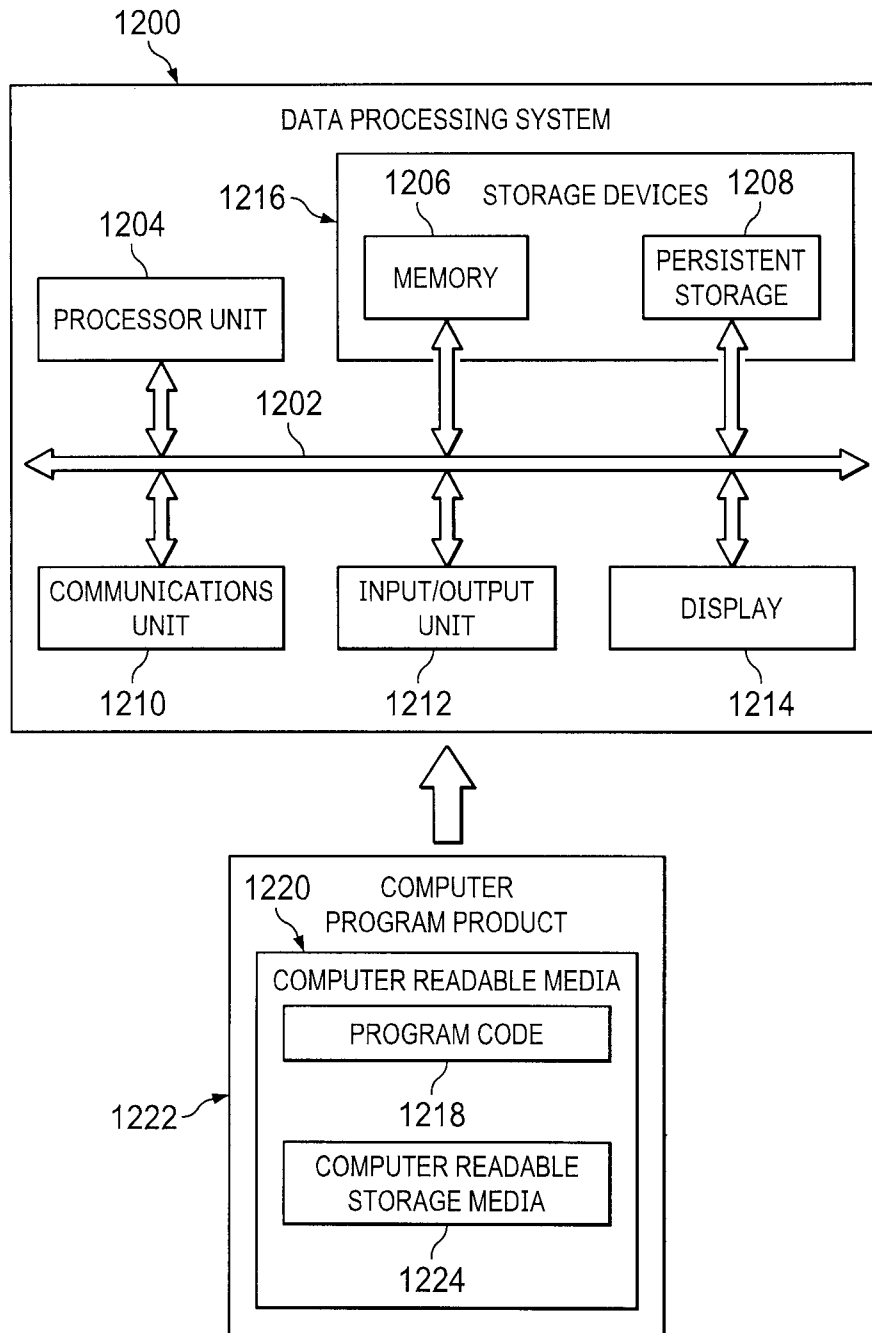 1200
DATA PROCESSING SYSTEM
1216
1206
STORAGE DEVICES
1208
1204
MEMORY
PERSISTENT
STORAGE
PROCESSOR UNIT
1202
COMMUNICATIONS
UNIT
INPUT/OUTPUT
UNIT
DISPLAY
1210
1212
1214
1220
COMPUTER
PROGRAM PRODUCT
COMPUTER READABLE MEDIA
PROGRAM CODE
1222
1218
COMPUTER READABLE
STORAGE MEDIA
1224